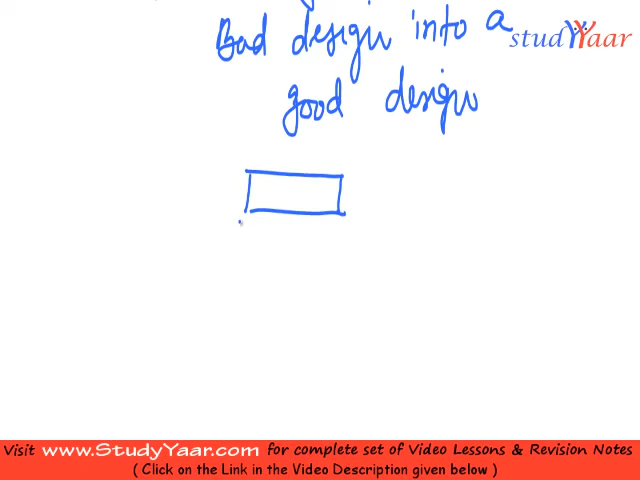 Bad design into a
studYYaar
good design
Visit www.StudyYaar.com for complete set of Video Lessons & Revision Notes
( Click on the Link in the Video Description given below )